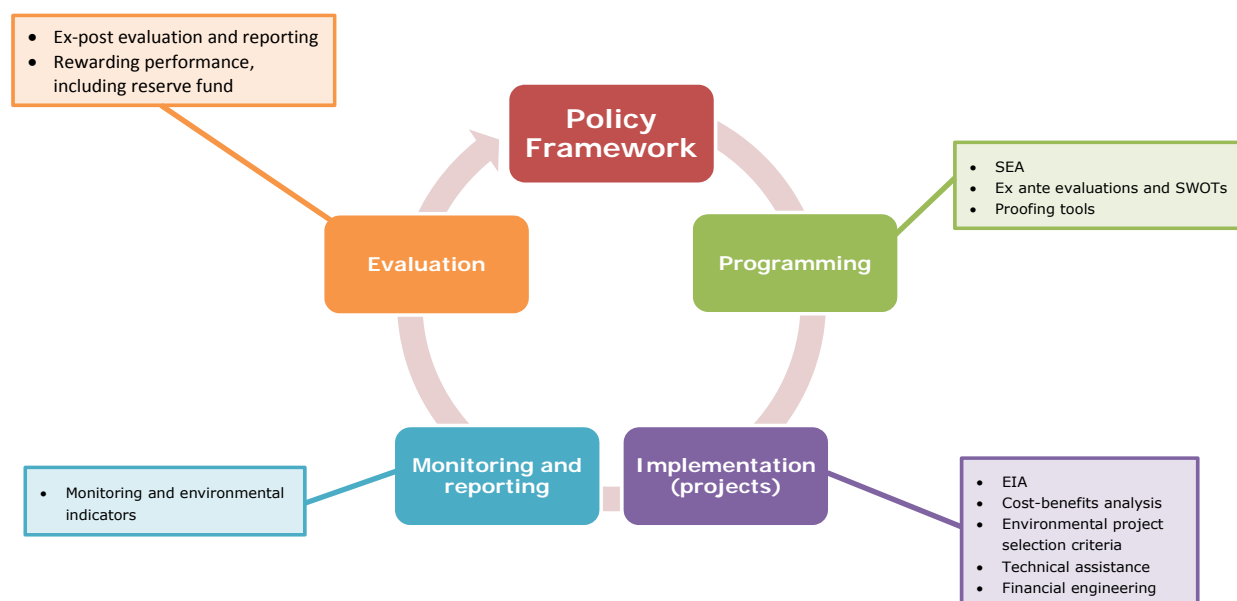 • Ex-post evaluation and reporting
• Rewarding performance,
including reserve fund
Policy
Framework
• SEA
• Ex ante evaluations and SWOTs
• Proofing tools
Evaluation
Programming
Monitoring and
reporting
Implementation
(projects)
• Monitoring and environmental
indicators
• EIA
• Cost-benefits analysis
• Environmental project
selection criteria
• Technical assistance
• Financial engineering